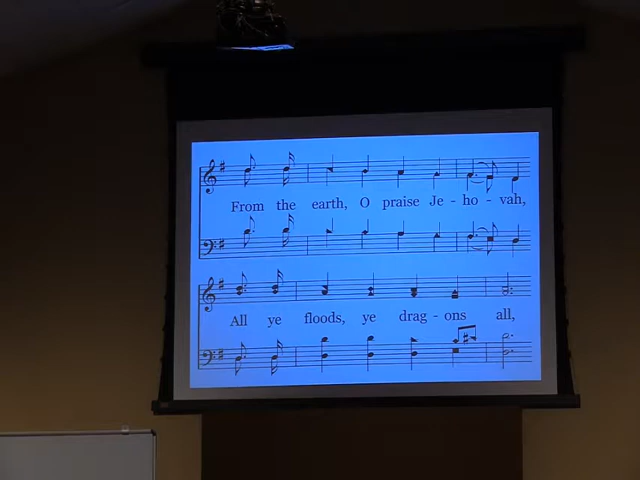 From the earth, O praise Je - ho - vah,
All ye floods, ye drag - ons all,